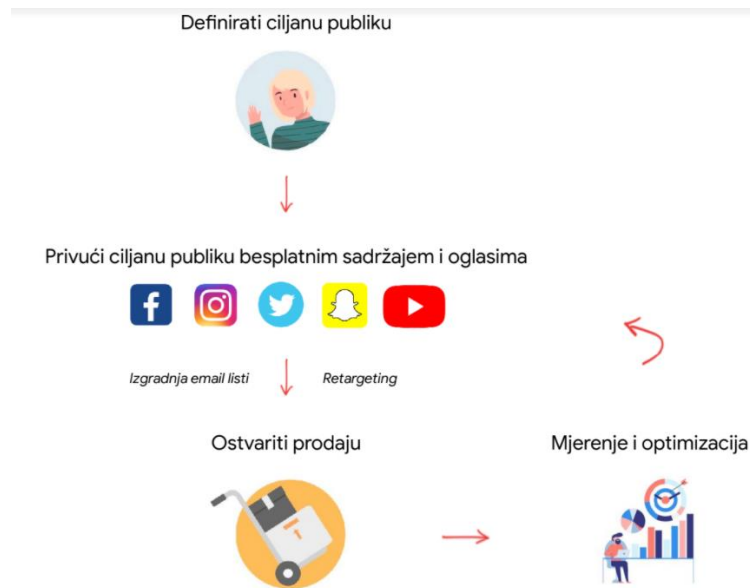 Definirati ciljanu publiku
Privući ciljanu publiku besplatnim sadržajem i oglasima
Izgradnja email listi
Retargeting
Ostvariti prodaju
Mjerenje i optimizacija